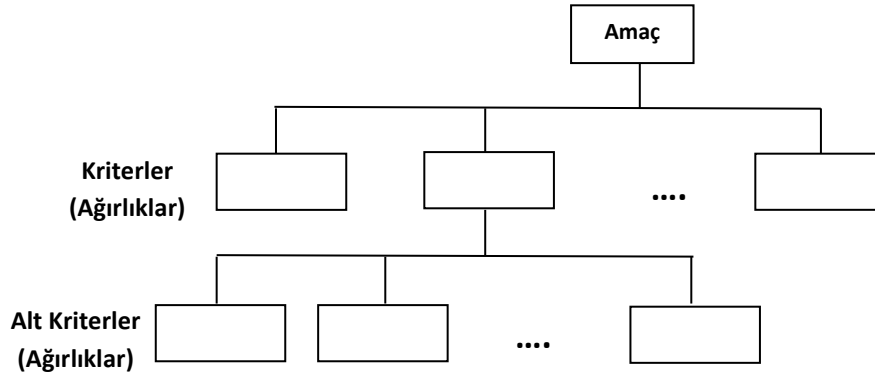 Amaç
Kriterler
(Ağırlıklar)
....
Alt Kriterler
(Ağırlıklar)
....